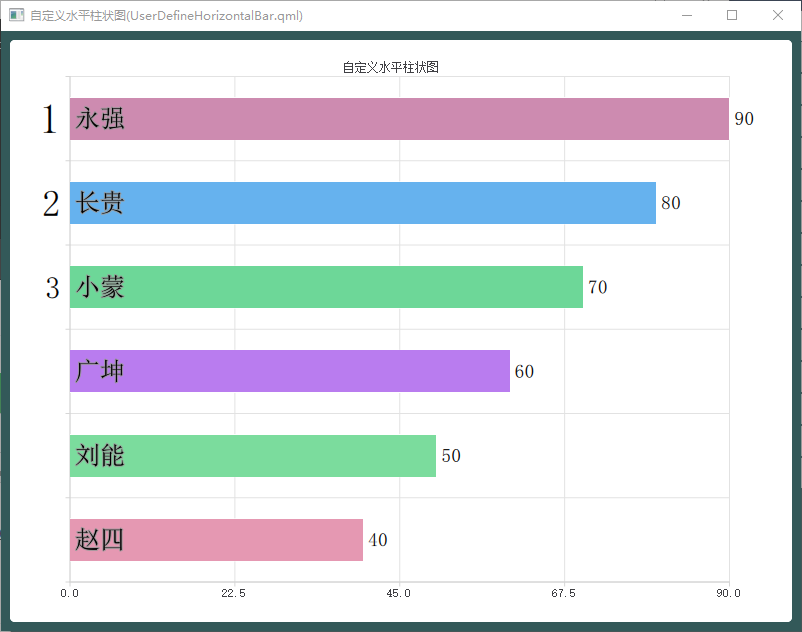 自定义水平柱状图(UserDefineHorizontalBar.qml)
自定义水平柱状图
1 永强 90
2 长贵 80
3 小蒙 70
广坤 60
刘能 50
赵四 40
0.0 22.5 45.0 67.5 90.0